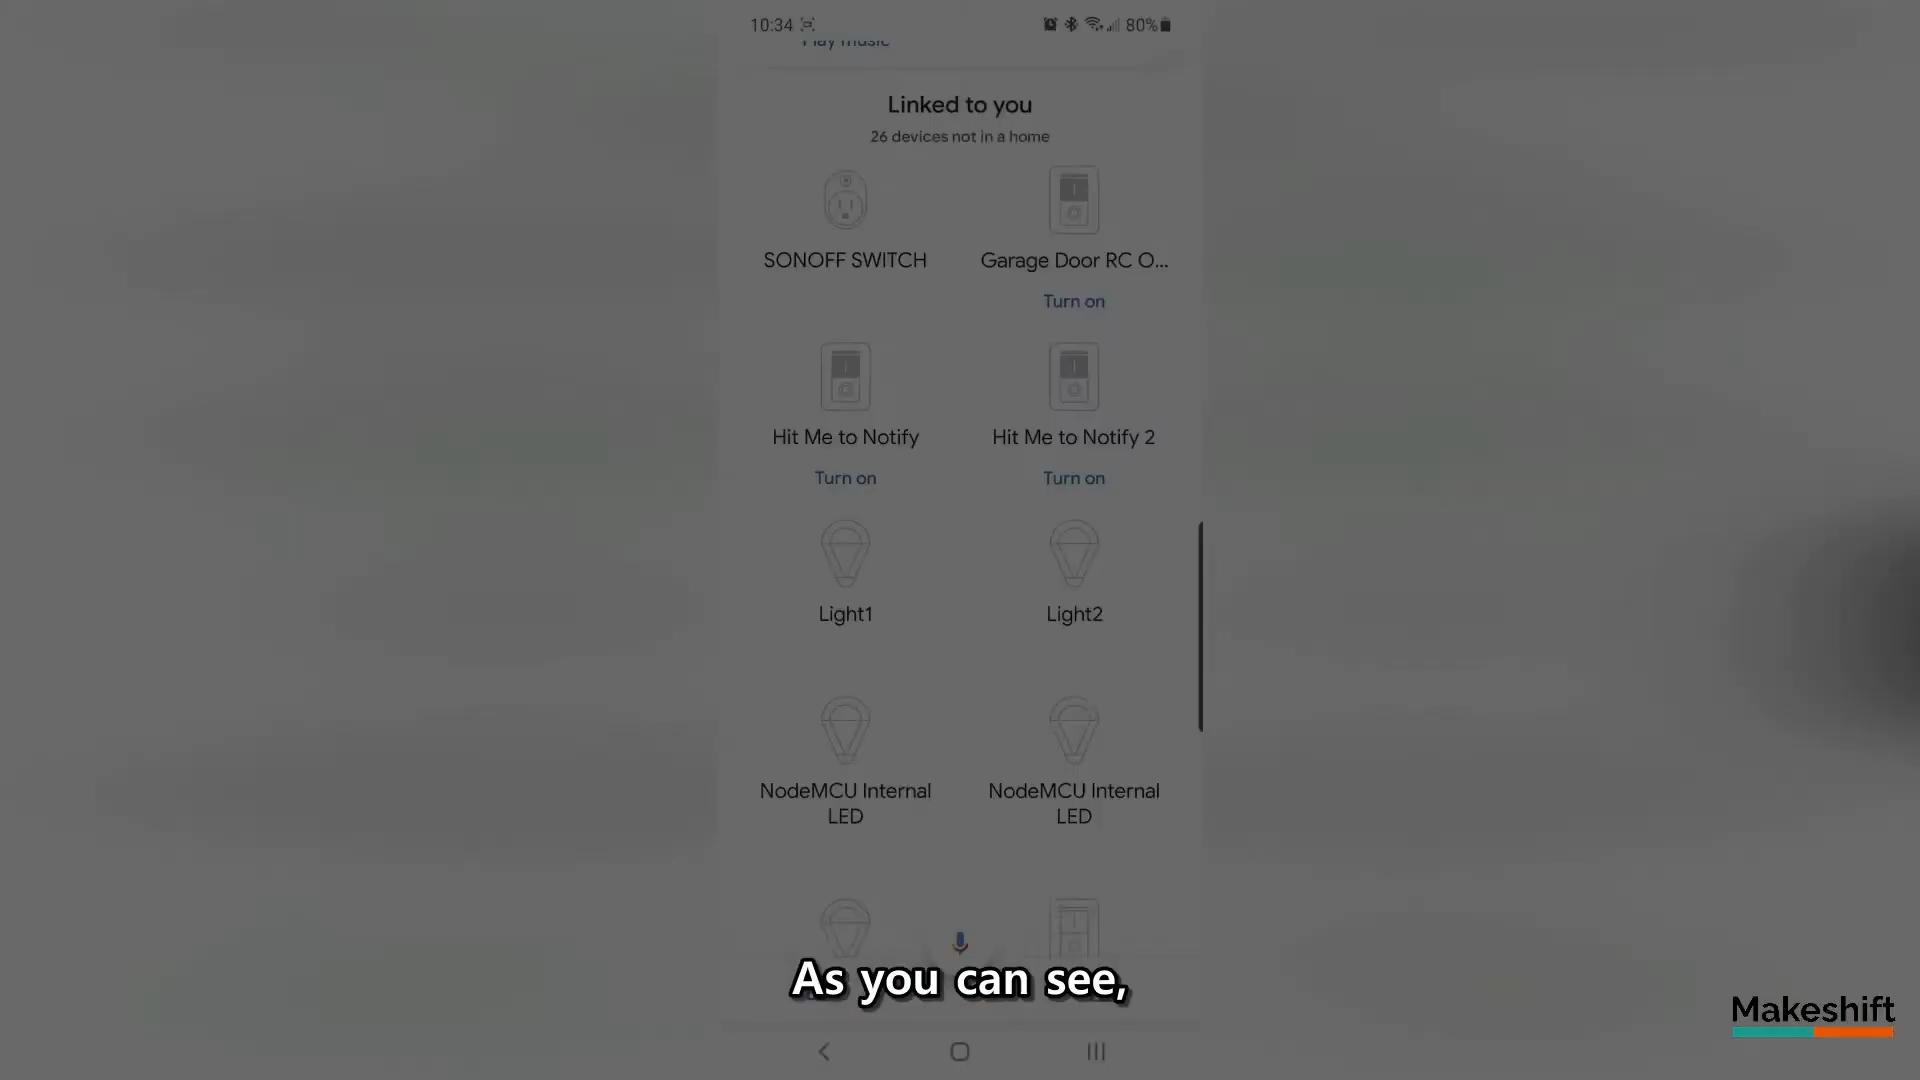 10:34
80%
Play music
Linked to you
26 devices not in a home
SONOFF SWITCH
Garage Door RC O...
Turn on
Hit Me to Notify
Hit Me to Notify 2
Turn on
Turn on
Light1
Light2
NodeMCU Internal
LED
NodeMCU Internal
LED
As you can see,
Makeshift